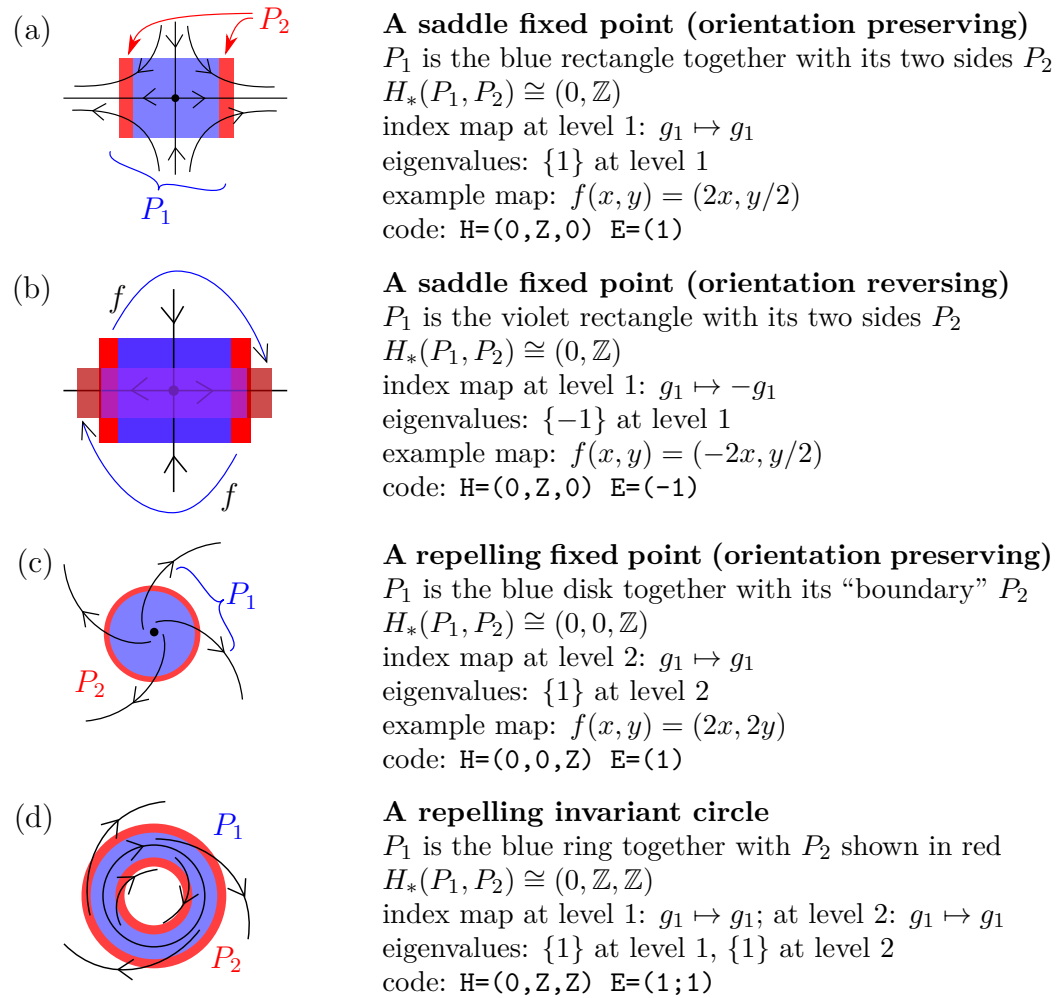 (a)
P₂
P₁
A saddle fixed point (orientation preserving)
P₁ is the blue rectangle together with its two sides P₂
H∗(P₁, P₂) ≅ (0, ℤ)
index map at level 1: g₁ ↦ g₁
eigenvalues: {1} at level 1
example map: f(x, y) = (2x, y/2)
code: H=(0,Z,0) E=(1)
(b)
f
f
A saddle fixed point (orientation reversing)
P₁ is the violet rectangle with its two sides P₂
H∗(P₁, P₂) ≅ (0, ℤ)
index map at level 1: g₁ ↦ −g₁
eigenvalues: {−1} at level 1
example map: f(x, y) = (−2x, y/2)
code: H=(0,Z,0) E=(-1)
(c)
P₁
P₂
A repelling fixed point (orientation preserving)
P₁ is the blue disk together with its “boundary” P₂
H∗(P₁, P₂) ≅ (0, 0, ℤ)
index map at level 2: g₁ ↦ g₁
eigenvalues: {1} at level 2
example map: f(x, y) = (2x, 2y)
code: H=(0,0,Z) E=(1)
(d)
P₁
P₂
A repelling invariant circle
P₁ is the blue ring together with P₂ shown in red
H∗(P₁, P₂) ≅ (0, ℤ, ℤ)
index map at level 1: g₁ ↦ g₁; at level 2: g₁ ↦ g₁
eigenvalues: {1} at level 1, {1} at level 2
code: H=(0,Z,Z) E=(1;1)